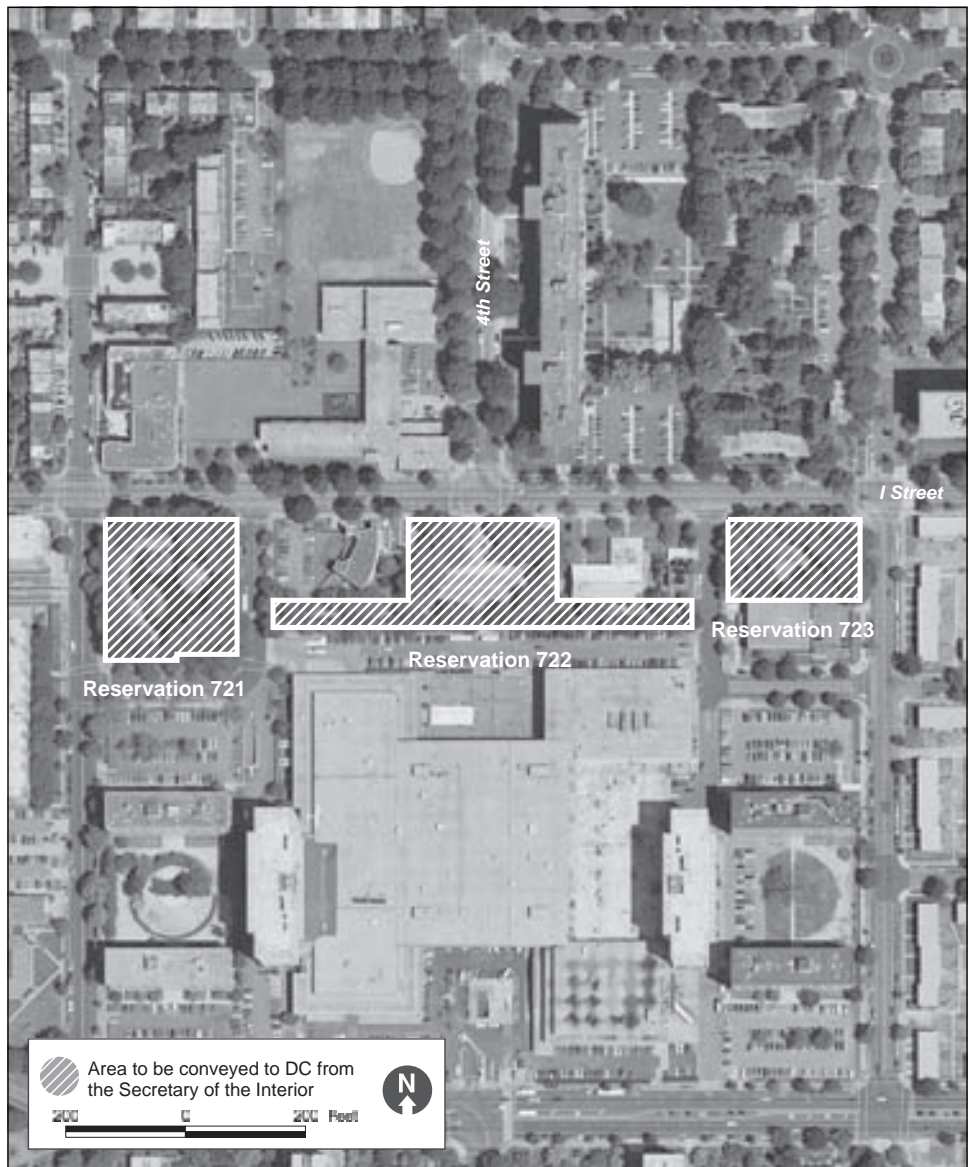 4th Street
I Street
Reservation 723
Reservation 722
Reservation 721
Area to be conveyed to DC from
the Secretary of the Interior
N
200 0 200 Feet